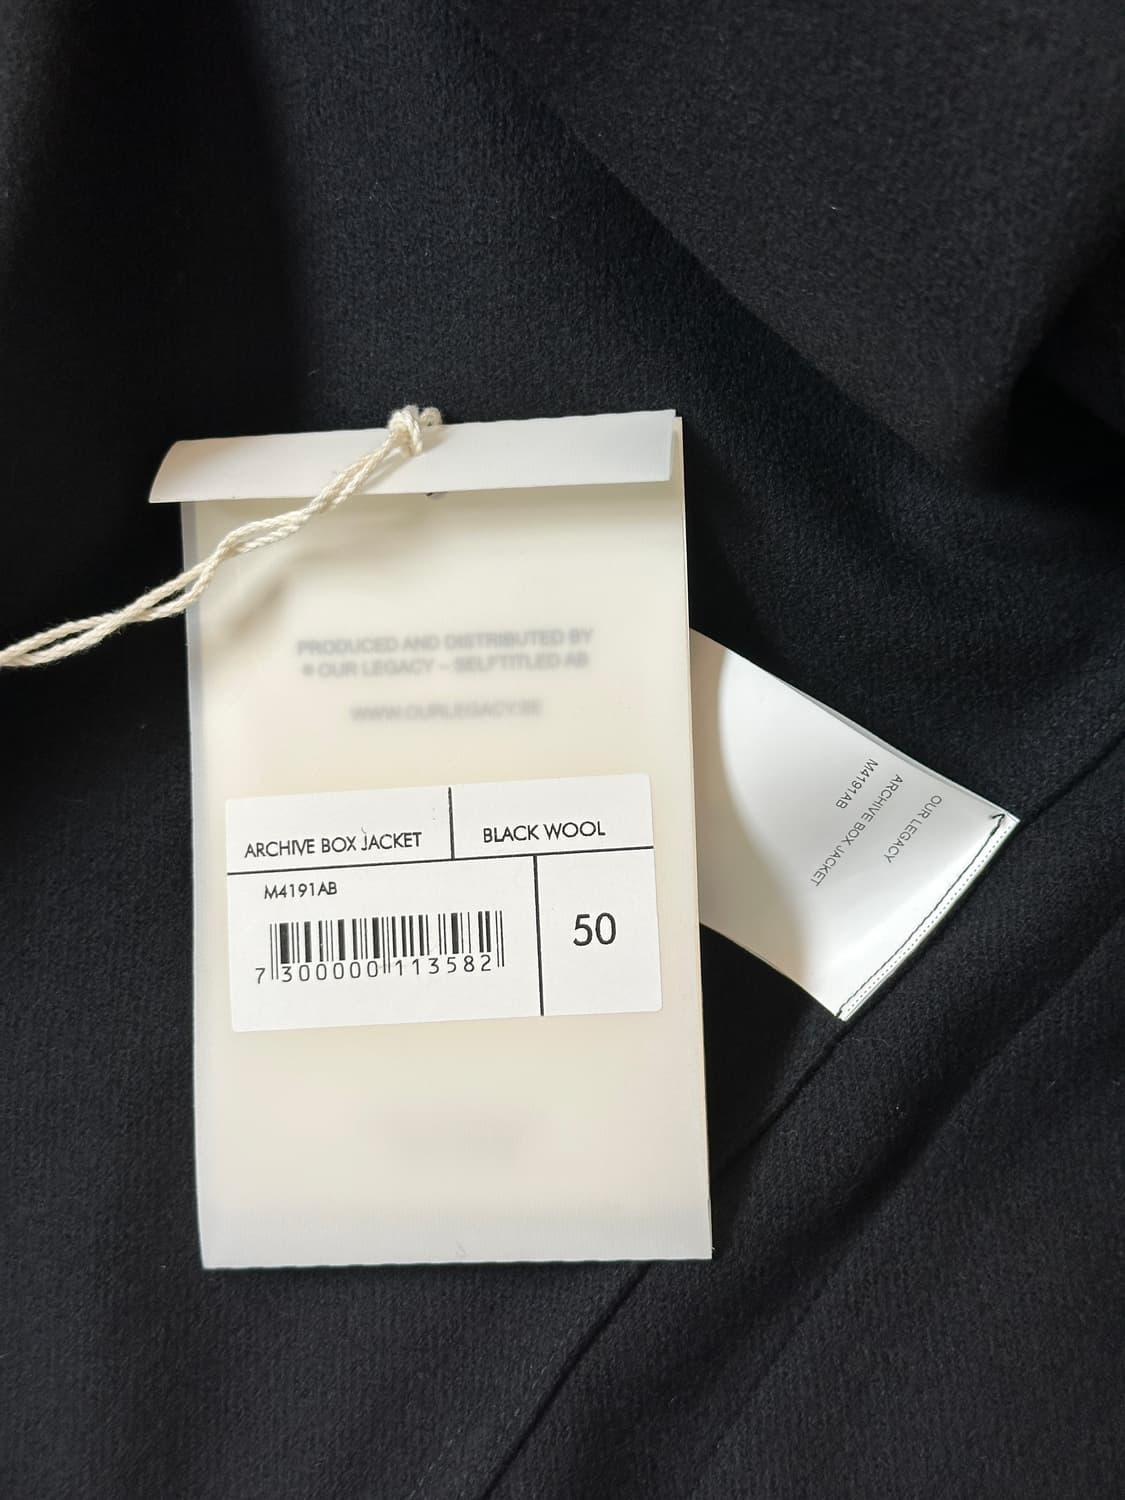 PRODUCED AND DISTRIBUTED BY
® OUR LEGACY – SELFTITLED AB
WWW.OURLEGACY.SE
ARCHIVE BOX JACKET
BLACK WOOL
M4191AB
7 300000 113582
50
OUR LEGACY
ARCHIVE BOX JACKET
M4191AB